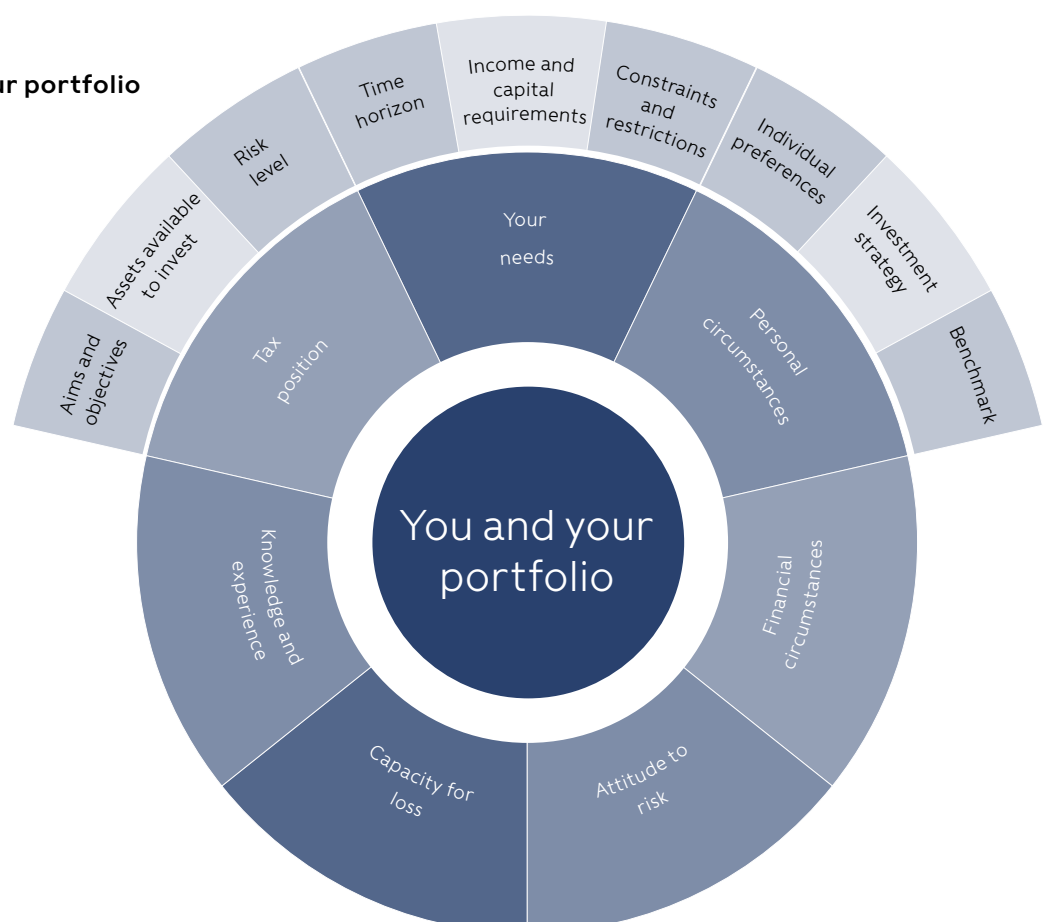 ur portfolio
Aims and
objectives
Assets available
to invest
Risk
level
Time
horizon
Income and
capital
requirements
Constraints
and
restrictions
Individual
preferences
Investment
strategy
Benchmark
Your
needs
Personal
circumstances
Financial
circumstances
Attitude to
risk
Capacity for
loss
Knowledge and
experience
Tax
position
You and your
portfolio